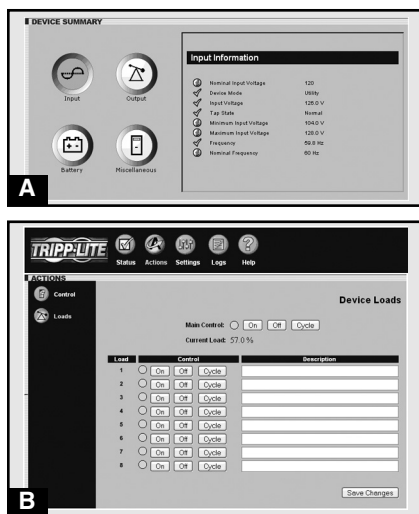 DEVICE SUMMARY
Input
Output
Battery
Miscellaneous
Input Information
Nominal Input Voltage 120
Device Mode Utility
Input Voltage 125.0 V
Tap State Normal
Minimum Input Voltage 104.0 V
Maximum Input Voltage 128.0 V
Frequency 59.8 Hz
Nominal Frequency 60 Hz
A
TRIPP·LITE
Status Actions Settings Logs Help
ACTIONS
Control
Loads
Device Loads
Main Control: On Off Cycle
Current Load: 57.0 %
Load Control Description
1 On Off Cycle
2 On Off Cycle
3 On Off Cycle
4 On Off Cycle
5 On Off Cycle
6 On Off Cycle
7 On Off Cycle
8 On Off Cycle
Save Changes
B